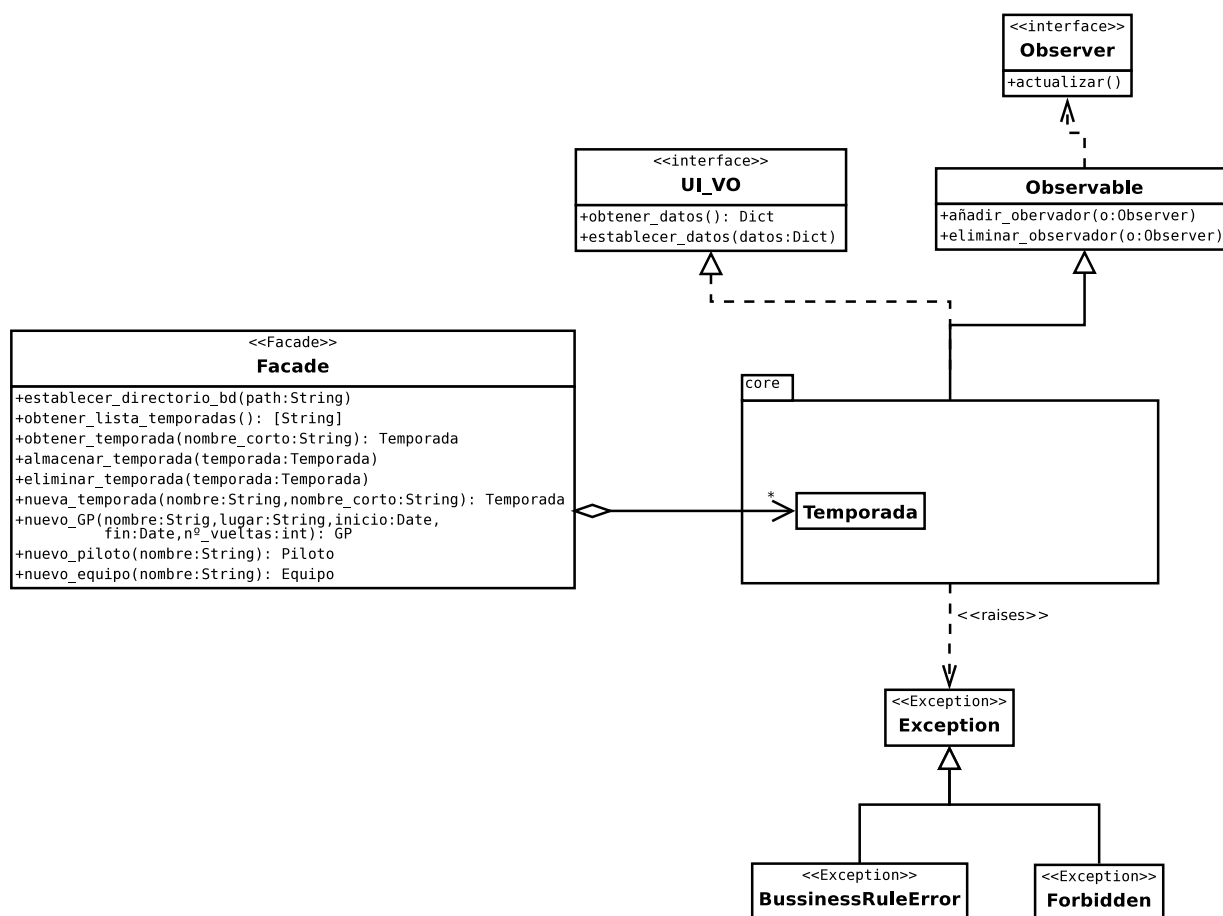 <<interface>>
Observer
+actualizar()
<<interface>>
UI_VO
+obtener_datos(): Dict
+establecer_datos(datos:Dict)
Observable
+añadir_obervador(o:Observer)
+eliminar_observador(o:Observer)
<<Facade>>
Facade
+establecer_directorio_bd(path:String)
+obtener_lista_temporadas(): [String]
+obtener_temporada(nombre_corto:String): Temporada
+almacenar_temporada(temporada:Temporada)
+eliminar_temporada(temporada:Temporada)
+nueva_temporada(nombre:String,nombre_corto:String): Temporada
+nuevo_GP(nombre:Strig,lugar:String,inicio:Date,
fin:Date,nº_vueltas:int): GP
+nuevo_piloto(nombre:String): Piloto
+nuevo_equipo(nombre:String): Equipo
core
*
Temporada
<<raises>>
<<Exception>>
Exception
<<Exception>>
BussinessRuleError
<<Exception>>
Forbidden